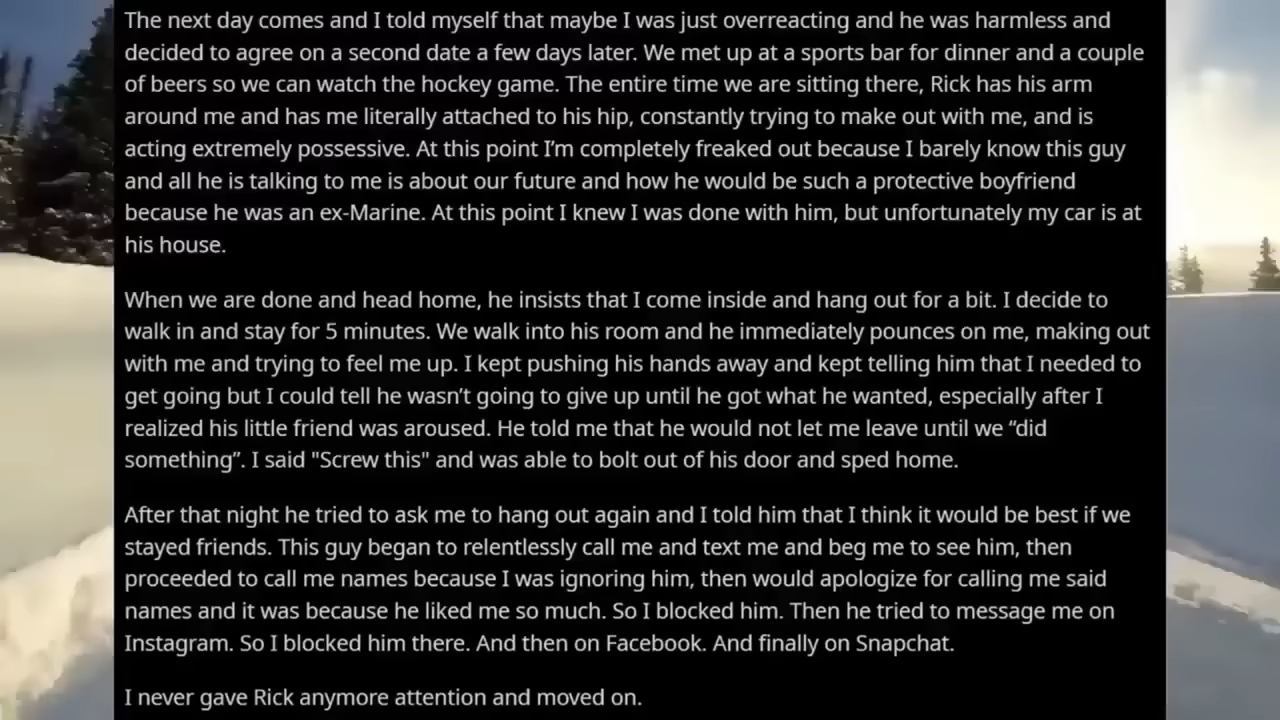 The next day comes and I told myself that maybe I was just overreacting and he was harmless and
decided to agree on a second date a few days later. We met up at a sports bar for dinner and a couple
of beers so we can watch the hockey game. The entire time we are sitting there, Rick has his arm
around me and has me literally attached to his hip, constantly trying to make out with me, and is
acting extremely possessive. At this point I’m completely freaked out because I barely know this guy
and all he is talking to me is about our future and how he would be such a protective boyfriend
because he was an ex-Marine. At this point I knew I was done with him, but unfortunately my car is at
his house.
When we are done and head home, he insists that I come inside and hang out for a bit. I decide to
walk in and stay for 5 minutes. We walk into his room and he immediately pounces on me, making out
with me and trying to feel me up. I kept pushing his hands away and kept telling him that I needed to
get going but I could tell he wasn’t going to give up until he got what he wanted, especially after I
realized his little friend was aroused. He told me that he would not let me leave until we “did
something”. I said "Screw this" and was able to bolt out of his door and sped home.
After that night he tried to ask me to hang out again and I told him that I think it would be best if we
stayed friends. This guy began to relentlessly call me and text me and beg me to see him, then
proceeded to call me names because I was ignoring him, then would apologize for calling me said
names and it was because he liked me so much. So I blocked him. Then he tried to message me on
Instagram. So I blocked him there. And then on Facebook. And finally on Snapchat.
I never gave Rick anymore attention and moved on.